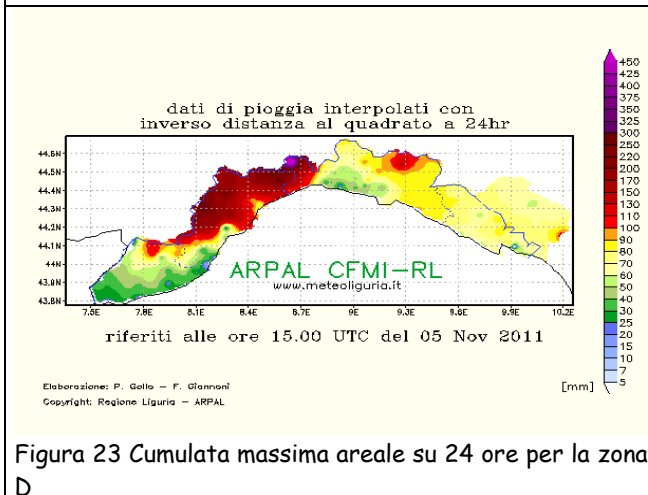 dati di pioggia interpolati con
inverso distanza al quadrato a 24hr
44.6N
44.5N
44.4N
44.3N
44.2N
44.1N
44N
43.9N
43.8N
ARPAL CFMI-RL
www.meteoliguria.it
7.5E 7.8E 8.1E 8.4E 8.7E 9E 9.3E 9.6E 9.9E 10.2E
riferiti alle ore 15.00 UTC del 05 Nov 2011
450
425
400
375
350
325
300
250
220
200
170
150
130
110
100
90
80
70
60
50
40
30
25
20
15
10
7
5
[mm]
Elaborazione: P. Gollo - F. Giannoni
Copyright: Regione Liguria - ARPAL
Figura 23 Cumulata massima areale su 24 ore per la zona
D